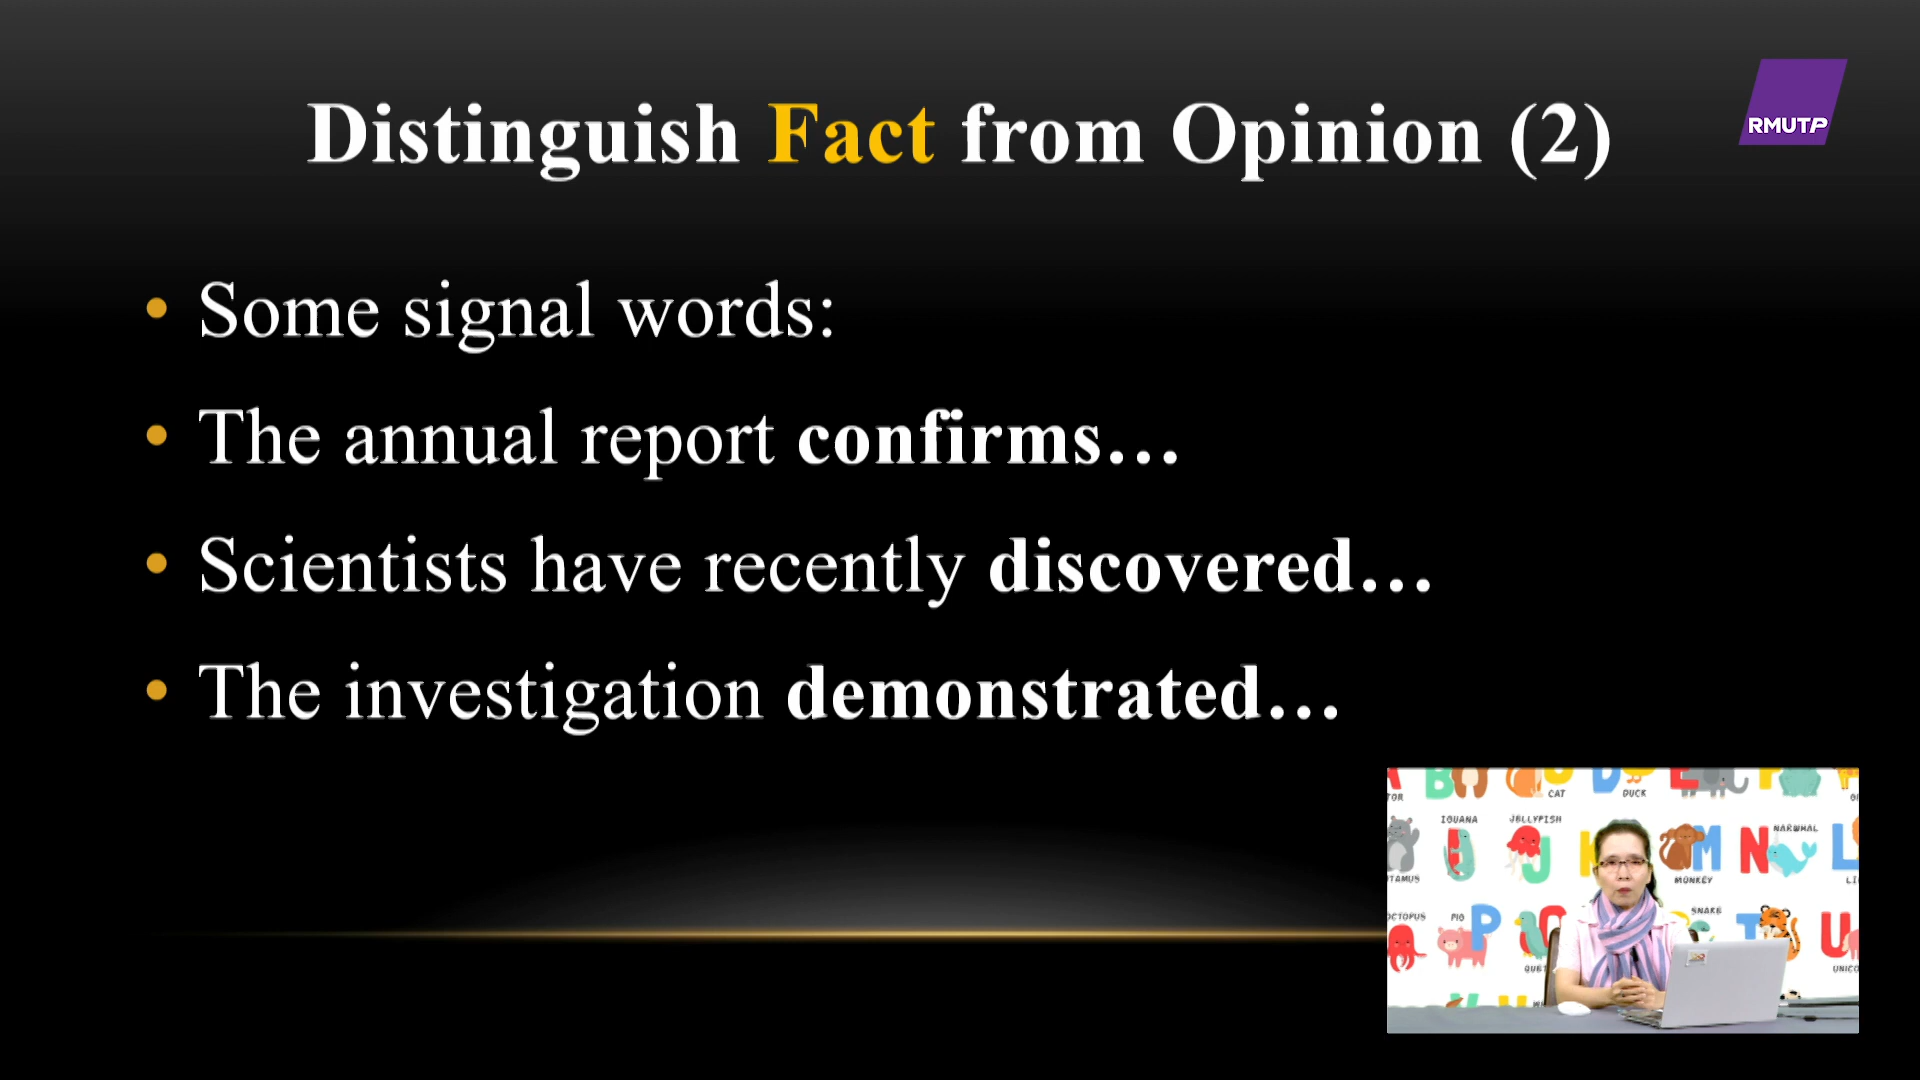 Distinguish Fact from Opinion (2)
RMUTP
• Some signal words:
• The annual report confirms…
• Scientists have recently discovered…
• The investigation demonstrated…
CAT
DUCK
IGUANA
JELLYFISH
NARWHAL
MONKEY
OCTOPUS
PIG
SNAKE